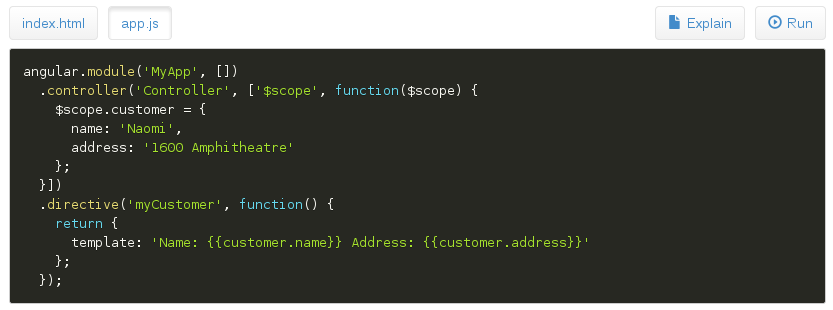 index.html app.js Explain Run
angular.module('MyApp', [])
  .controller('Controller', ['$scope', function($scope) {
    $scope.customer = {
      name: 'Naomi',
      address: '1600 Amphitheatre'
    };
  }])
  .directive('myCustomer', function() {
    return {
      template: 'Name: {{customer.name}} Address: {{customer.address}}'
    };
  });